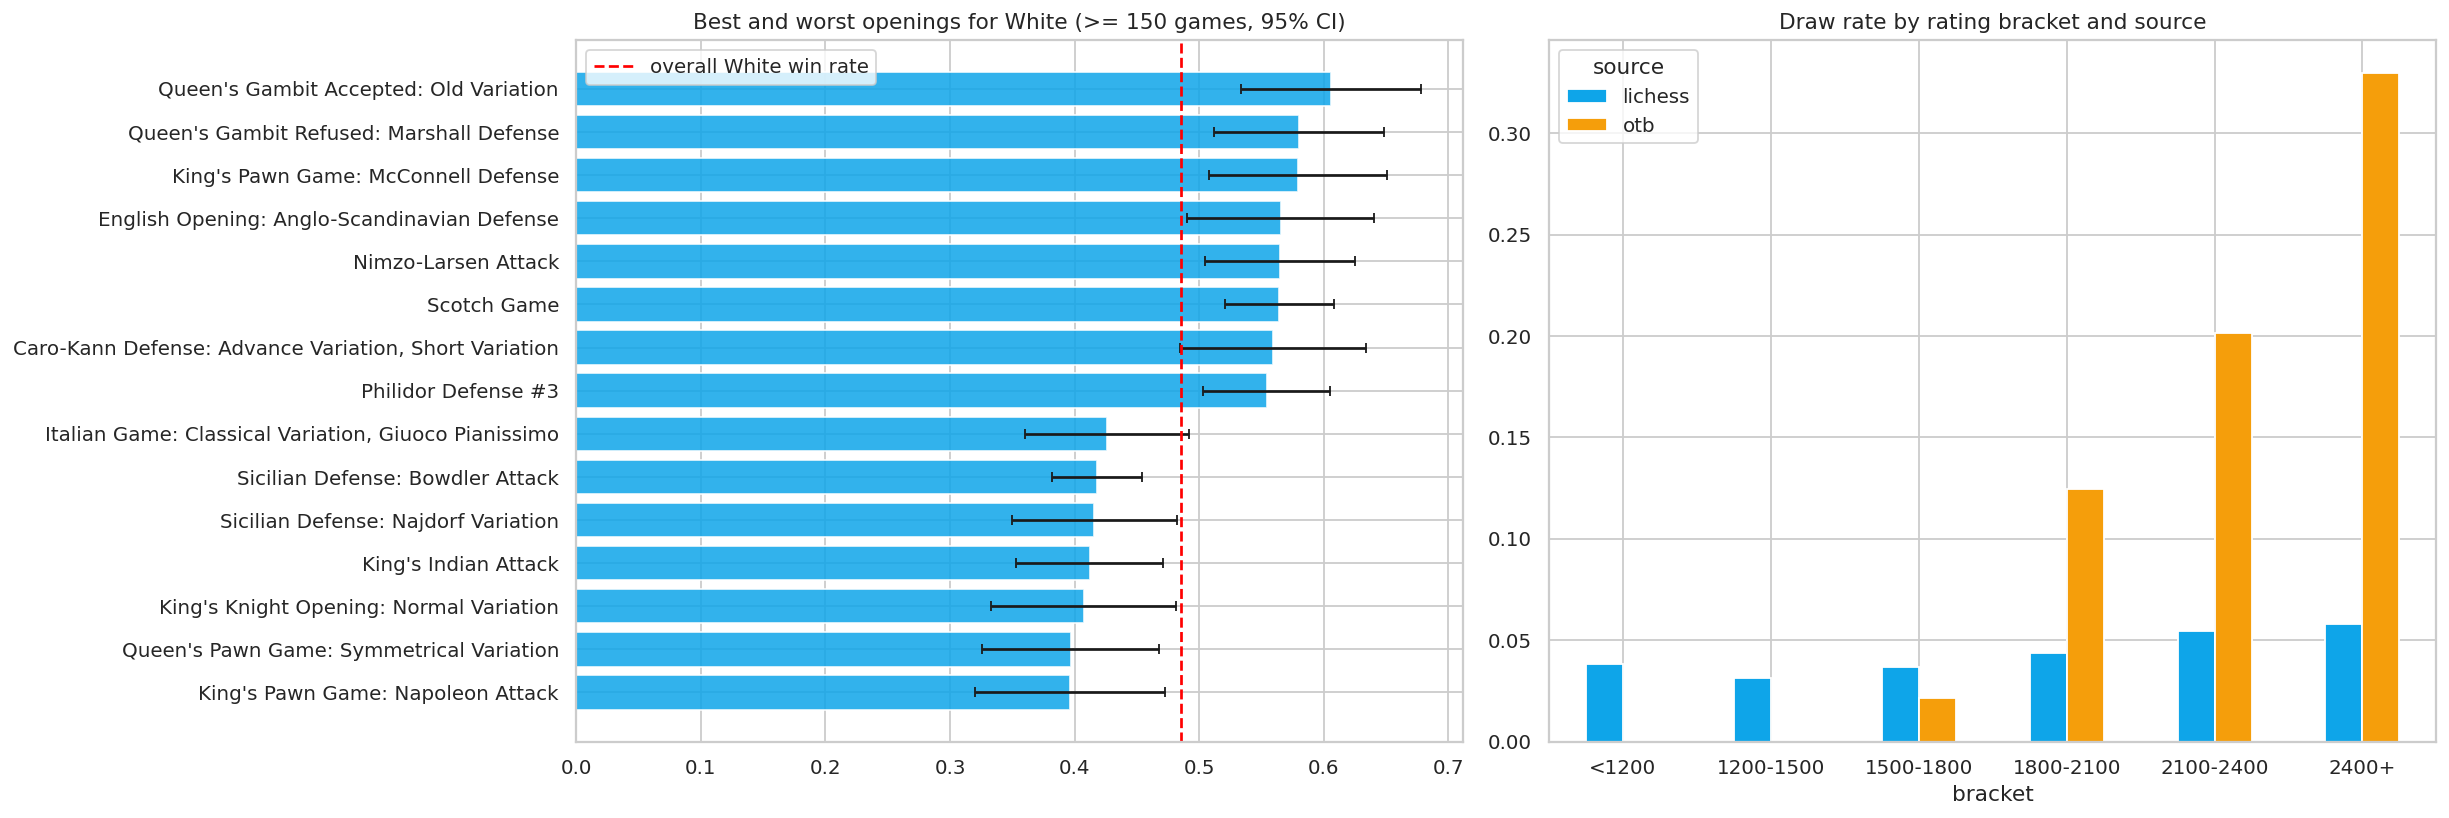 Best and worst openings for White (>= 150 games, 95% CI)
overall White win rate
Queen's Gambit Accepted: Old Variation
Queen's Gambit Refused: Marshall Defense
King's Pawn Game: McConnell Defense
English Opening: Anglo-Scandinavian Defense
Nimzo-Larsen Attack
Scotch Game
Caro-Kann Defense: Advance Variation, Short Variation
Philidor Defense #3
Italian Game: Classical Variation, Giuoco Pianissimo
Sicilian Defense: Bowdler Attack
Sicilian Defense: Najdorf Variation
King's Indian Attack
King's Knight Opening: Normal Variation
Queen's Pawn Game: Symmetrical Variation
King's Pawn Game: Napoleon Attack
0.0 0.1 0.2 0.3 0.4 0.5 0.6 0.7
Draw rate by rating bracket and source
source
lichess
otb
0.30
0.25
0.20
0.15
0.10
0.05
0.00
<1200 1200-1500 1500-1800 1800-2100 2100-2400 2400+
bracket